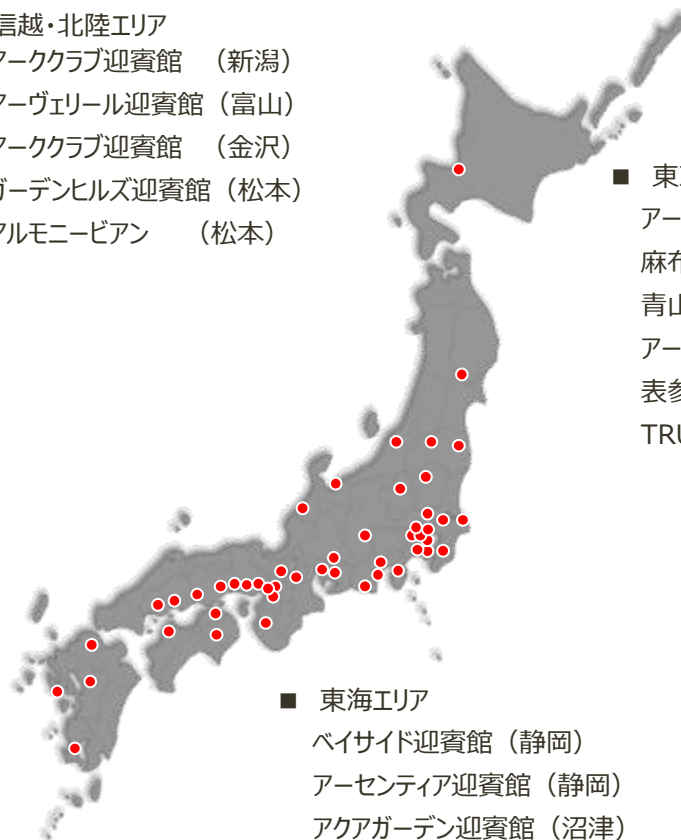 信越・北陸エリア
アーククラブ迎賓館 （新潟）
アーヴェリール迎賓館（富山）
アーククラブ迎賓館 （金沢）
ガーデンヒルズ迎賓館（松本）
アルモニービアン （松本）
■ 東
アー
麻布
青山
アー
表参
TRU
■ 東海エリア
ベイサイド迎賓館（静岡）
アーセンティア迎賓館（静岡）
アクアガーデン迎賓館（沼津）